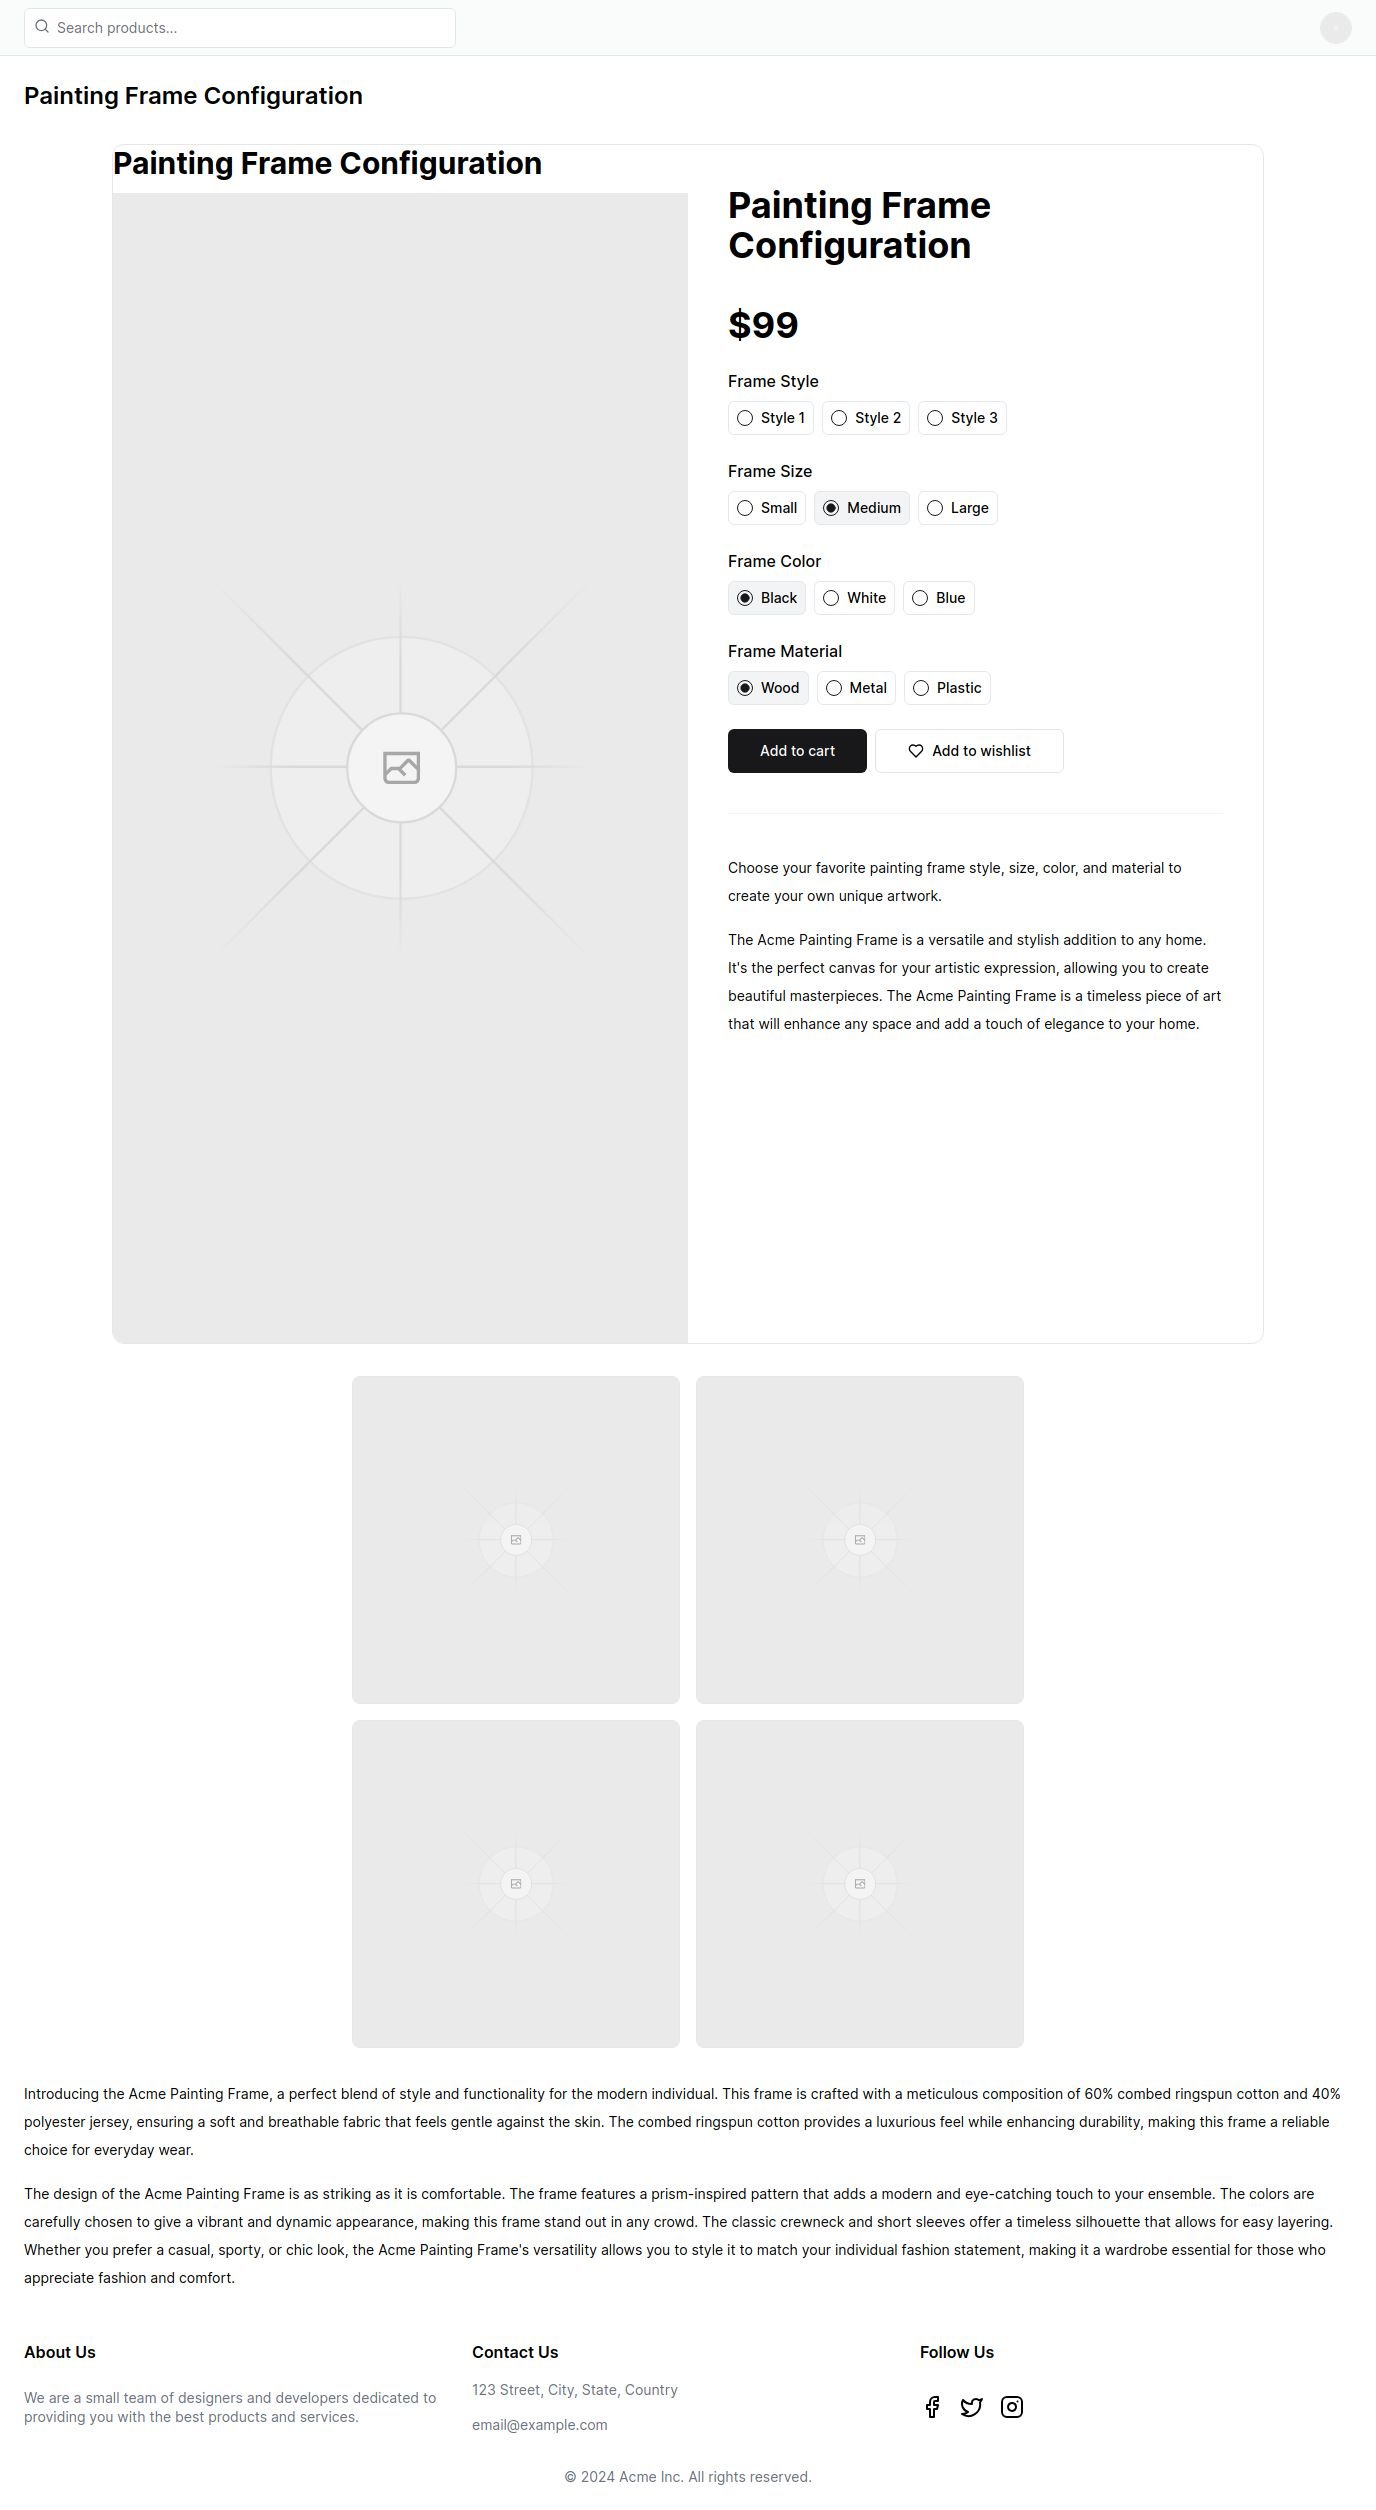 Search products...
Painting Frame Configuration
Painting Frame Configuration
Painting Frame
Configuration
$99
Frame Style
Style 1 Style 2 Style 3
Frame Size
Small Medium Large
Frame Color
Black White Blue
Frame Material
Wood Metal Plastic
Add to cart Add to wishlist
Choose your favorite painting frame style, size, color, and material to
create your own unique artwork.
The Acme Painting Frame is a versatile and stylish addition to any home.
It's the perfect canvas for your artistic expression, allowing you to create
beautiful masterpieces. The Acme Painting Frame is a timeless piece of art
that will enhance any space and add a touch of elegance to your home.
Introducing the Acme Painting Frame, a perfect blend of style and functionality for the modern individual. This frame is crafted with a meticulous composition of 60% combed ringspun cotton and 40%
polyester jersey, ensuring a soft and breathable fabric that feels gentle against the skin. The combed ringspun cotton provides a luxurious feel while enhancing durability, making this frame a reliable
choice for everyday wear.
The design of the Acme Painting Frame is as striking as it is comfortable. The frame features a prism-inspired pattern that adds a modern and eye-catching touch to your ensemble. The colors are
carefully chosen to give a vibrant and dynamic appearance, making this frame stand out in any crowd. The classic crewneck and short sleeves offer a timeless silhouette that allows for easy layering.
Whether you prefer a casual, sporty, or chic look, the Acme Painting Frame's versatility allows you to style it to match your individual fashion statement, making it a wardrobe essential for those who
appreciate fashion and comfort.
About Us
We are a small team of designers and developers dedicated to
providing you with the best products and services.
Contact Us
123 Street, City, State, Country
email@example.com
Follow Us
© 2024 Acme Inc. All rights reserved.